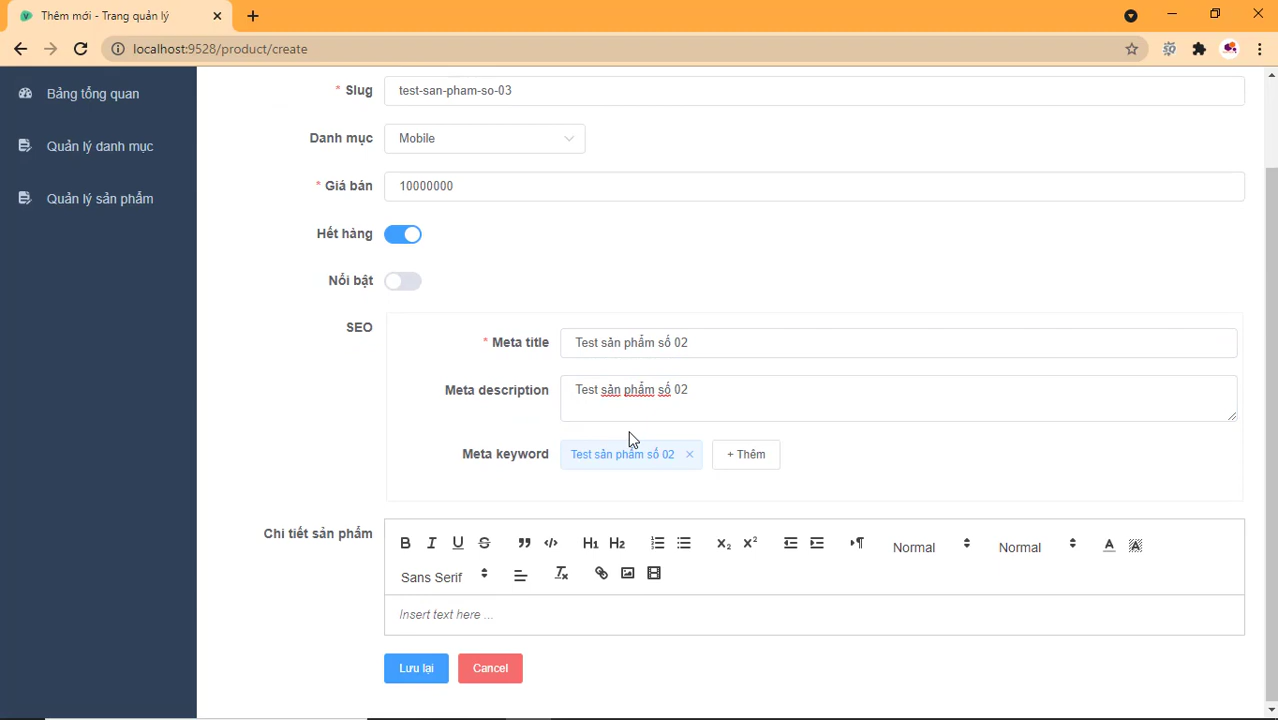 Thêm mới - Trang quản lý
localhost:9528/product/create
Bảng tổng quan
Quản lý danh mục
Quản lý sản phẩm
* Slug test-san-pham-so-03
Danh mục Mobile
* Giá bán 10000000
Hết hàng
Nổi bật
SEO
* Meta title Test sản phẩm số 02
Meta description Test sản phẩm số 02
Meta keyword Test sản phẩm số 02 × + Thêm
Chi tiết sản phẩm
B I U S H1 H2 X2 X2 Normal Normal A A
Sans Serif
Insert text here ...
Lưu lại Cancel